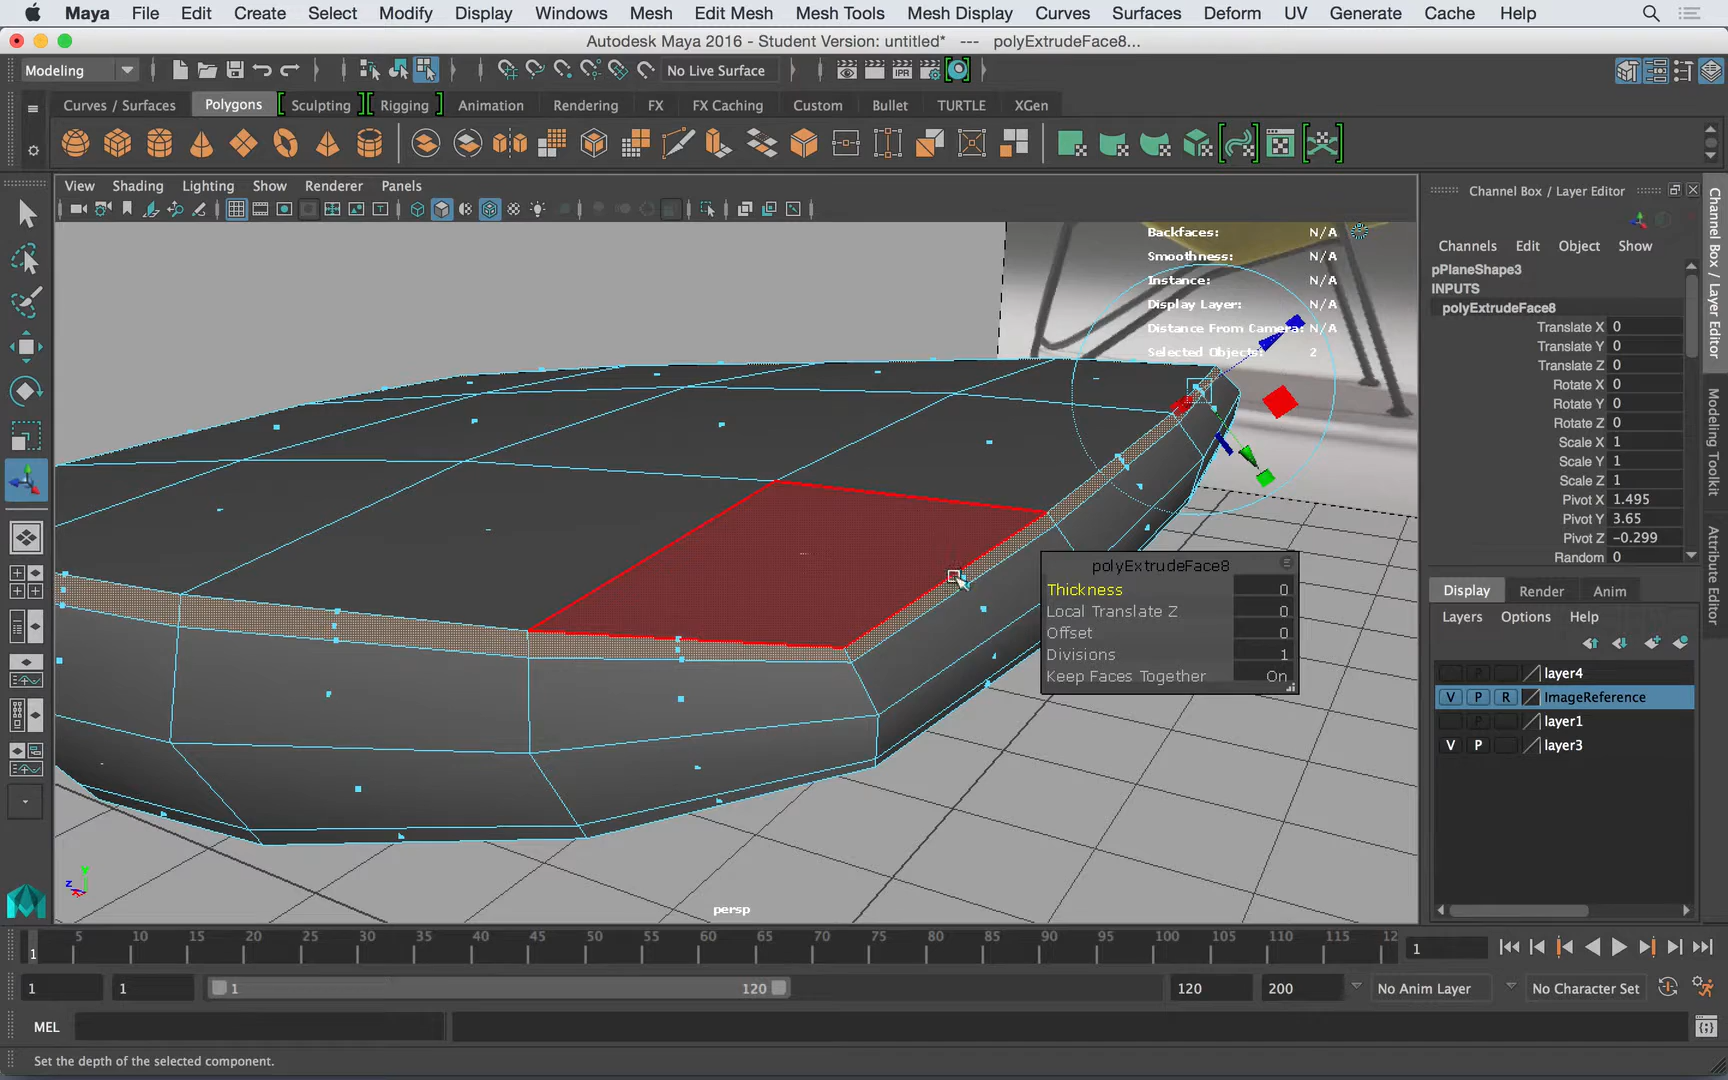 Maya File Edit Create Select Modify Display Windows Mesh Edit Mesh Mesh Tools Mesh Display Curves Surfaces Deform UV Generate Cache Help
Autodesk Maya 2016 - Student Version: untitled* --- polyExtrudeFace8...
Modeling No Live Surface IPR
Curves / Surfaces Polygons Sculpting Rigging Animation Rendering FX FX Caching Custom Bullet TURTLE XGen
View Shading Lighting Show Renderer Panels
Backfaces: N/A
Smoothness: N/A
Instance: N/A
Display Layer: N/A
Distance From Camera: N/A
Selected Objects: 2
polyExtrudeFace8
Thickness 0
Local Translate Z 0
Offset 0
Divisions 1
Keep Faces Together On
persp
Y
Z
X
Channel Box / Layer Editor
Channels Edit Object Show
pPlaneShape3
INPUTS
polyExtrudeFace8
Translate X 0
Translate Y 0
Translate Z 0
Rotate X 0
Rotate Y 0
Rotate Z 0
Scale X 1
Scale Y 1
Scale Z 1
Pivot X 1.495
Pivot Y 3.65
Pivot Z -0.299
Random 0
Display Render Anim
Layers Options Help
P layer4
V P R ImageReference
layer1
V P layer3
Channel Box / Layer Editor
Modeling Toolkit
Attribute Editor
1 5 10 15 20 25 30 35 40 45 50 55 60 65 70 75 80 85 90 95 100 105 110 115 12
1
1 1 1 120 120 200 No Anim Layer No Character Set
MEL
Set the depth of the selected component.